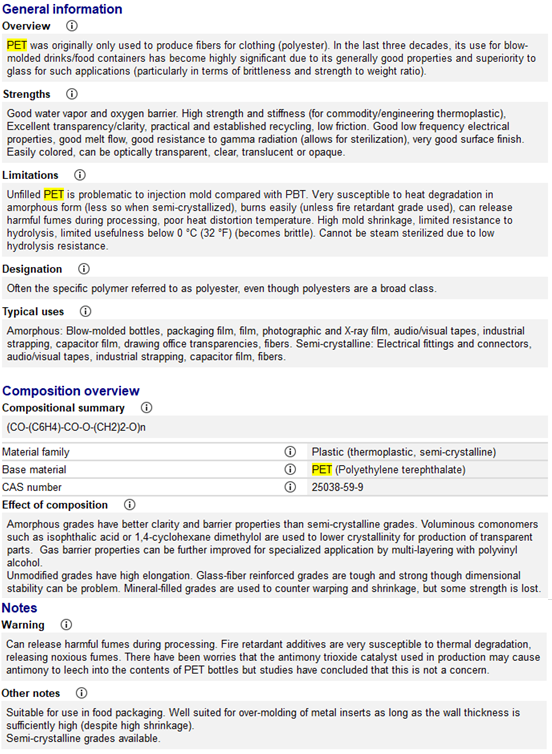 General information
Overview
PET was originally only used to produce fibers for clothing (polyester). In the last three decades, its use for blow-
molded drinks/food containers has become highly significant due to its generally good properties and superiority to
glass for such applications (particularly in terms of brittleness and strength to weight ratio).
Strengths
Good water vapor and oxygen barrier. High strength and stiffness (for commodity/engineering thermoplastic),
Excellent transparency/clarity, practical and established recycling, low friction. Good low frequency electrical
properties, good melt flow, good resistance to gamma radiation (allows for sterilization), very good surface finish.
Easily colored, can be optically transparent, clear, translucent or opaque.
Limitations
Unfilled PET is problematic to injection mold compared with PBT. Very susceptible to heat degradation in
amorphous form (less so when semi-crystallized), burns easily (unless fire retardant grade used), can release
harmful fumes during processing, poor heat distortion temperature. High mold shrinkage, limited resistance to
hydrolysis, limited usefulness below 0 °C (32 °F) (becomes brittle). Cannot be steam sterilized due to low
hydrolysis resistance.
Designation
Often the specific polymer referred to as polyester, even though polyesters are a broad class.
Typical uses
Amorphous: Blow-molded bottles, packaging film, film, photographic and X-ray film, audio/visual tapes, industrial
strapping, capacitor film, drawing office transparencies, fibers. Semi-crystalline: Electrical fittings and connectors,
audio/visual tapes, industrial strapping, capacitor film, fibers.
Composition overview
Compositional summary
(CO-(C6H4)-CO-O-(CH2)2-O)n
Material family Plastic (thermoplastic, semi-crystalline)
Base material PET (Polyethylene terephthalate)
CAS number 25038-59-9
Effect of composition
Amorphous grades have better clarity and barrier properties than semi-crystalline grades. Voluminous comonomers
such as isophthalic acid or 1,4-cyclohexane dimethylol are used to lower crystallinity for production of transparent
parts. Gas barrier properties can be further improved for specialized application by multi-layering with polyvinyl
alcohol.
Unmodified grades have high elongation. Glass-fiber reinforced grades are tough and strong though dimensional
stability can be problem. Mineral-filled grades are used to counter warping and shrinkage, but some strength is lost.
Notes
Warning
Can release harmful fumes during processing. Fire retardant additives are very susceptible to thermal degradation,
releasing noxious fumes. There have been worries that the antimony trioxide catalyst used in production may cause
antimony to leech into the contents of PET bottles but studies have concluded that this is not a concern.
Other notes
Suitable for use in food packaging. Well suited for over-molding of metal inserts as long as the wall thickness is
sufficiently high (despite high shrinkage).
Semi-crystalline grades available.